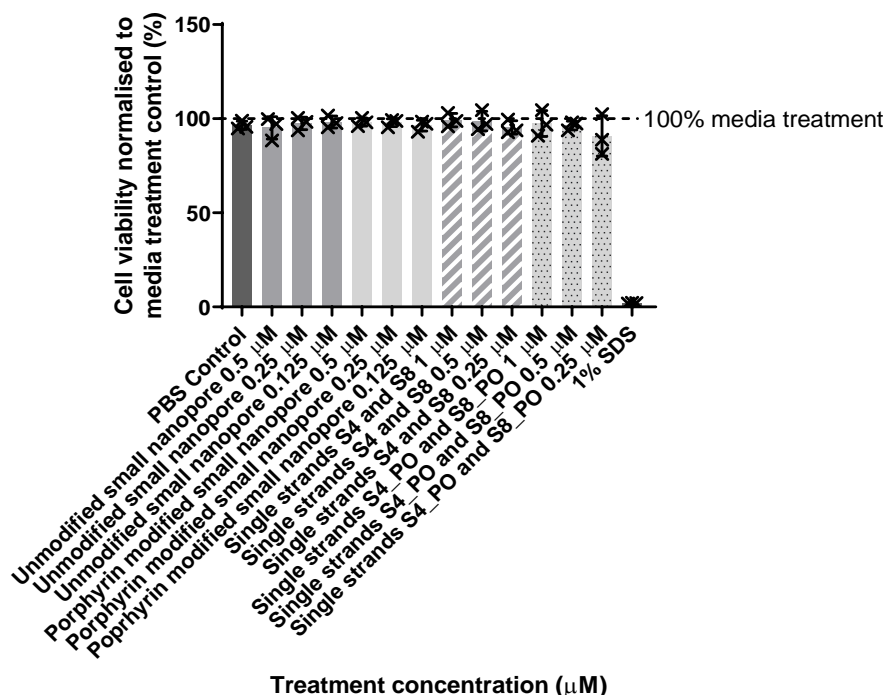 Cell viability normalised to
media treatment control (%)
150
100
50
0
100% media treatment
PBS Control
Unmodified small nanopore 0.5 μM
Unmodified small nanopore 0.25 μM
Unmodified small nanopore 0.125 μM
Porphyrin modified small nanopore 0.5 μM
Porphyrin modified small nanopore 0.25 μM
Poprhyrin modified small nanopore 0.125 μM
Single strands S4 and S8 1 μM
Single strands S4 and S8 0.5 μM
Single strands S4 and S8 0.25 μM
Single strands S4_PO and S8_PO 1 μM
Single strands S4_PO and S8_PO 0.5 μM
Single strands S4_PO and S8_PO 0.25 μM
1% SDS
Treatment concentration (μM)